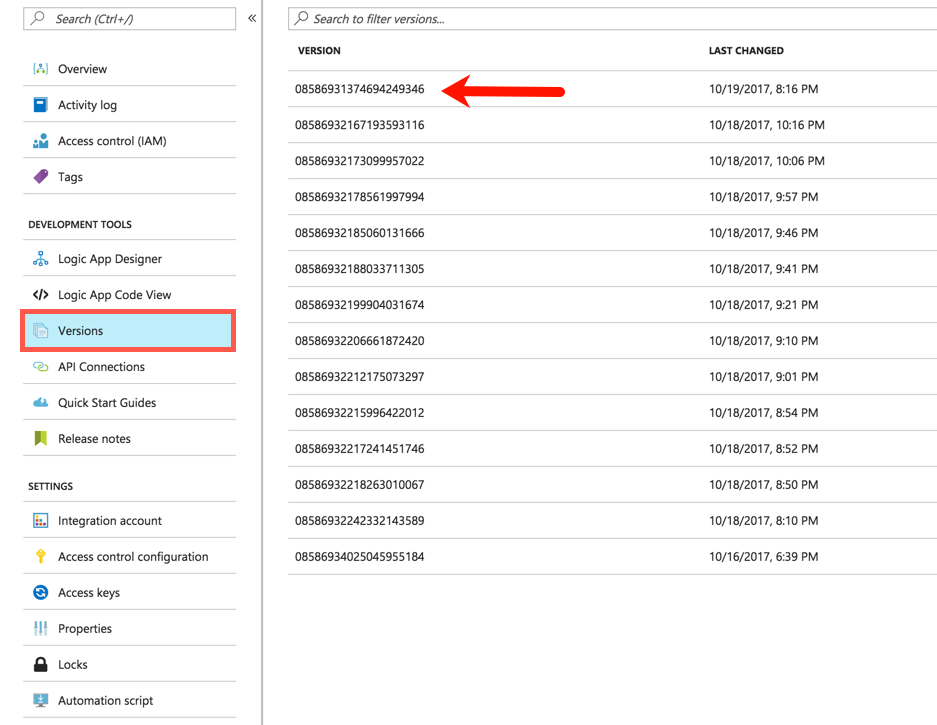 Search (Ctrl+/)
«
Overview
Activity log
Access control (IAM)
Tags
DEVELOPMENT TOOLS
Logic App Designer
</> Logic App Code View
Versions
API Connections
Quick Start Guides
Release notes
SETTINGS
Integration account
Access control configuration
Access keys
Properties
Locks
Automation script
Search to filter versions...
VERSION LAST CHANGED
08586931374694249346 10/19/2017, 8:16 PM
08586932167193593116 10/18/2017, 10:16 PM
08586932173099957022 10/18/2017, 10:06 PM
08586932178561997994 10/18/2017, 9:57 PM
08586932185060131666 10/18/2017, 9:46 PM
08586932188033711305 10/18/2017, 9:41 PM
08586932199904031674 10/18/2017, 9:21 PM
08586932206661872420 10/18/2017, 9:10 PM
08586932212175073297 10/18/2017, 9:01 PM
08586932215996422012 10/18/2017, 8:54 PM
08586932217241451746 10/18/2017, 8:52 PM
08586932218263010067 10/18/2017, 8:50 PM
08586932242332143589 10/18/2017, 8:10 PM
08586934025045955184 10/16/2017, 6:39 PM